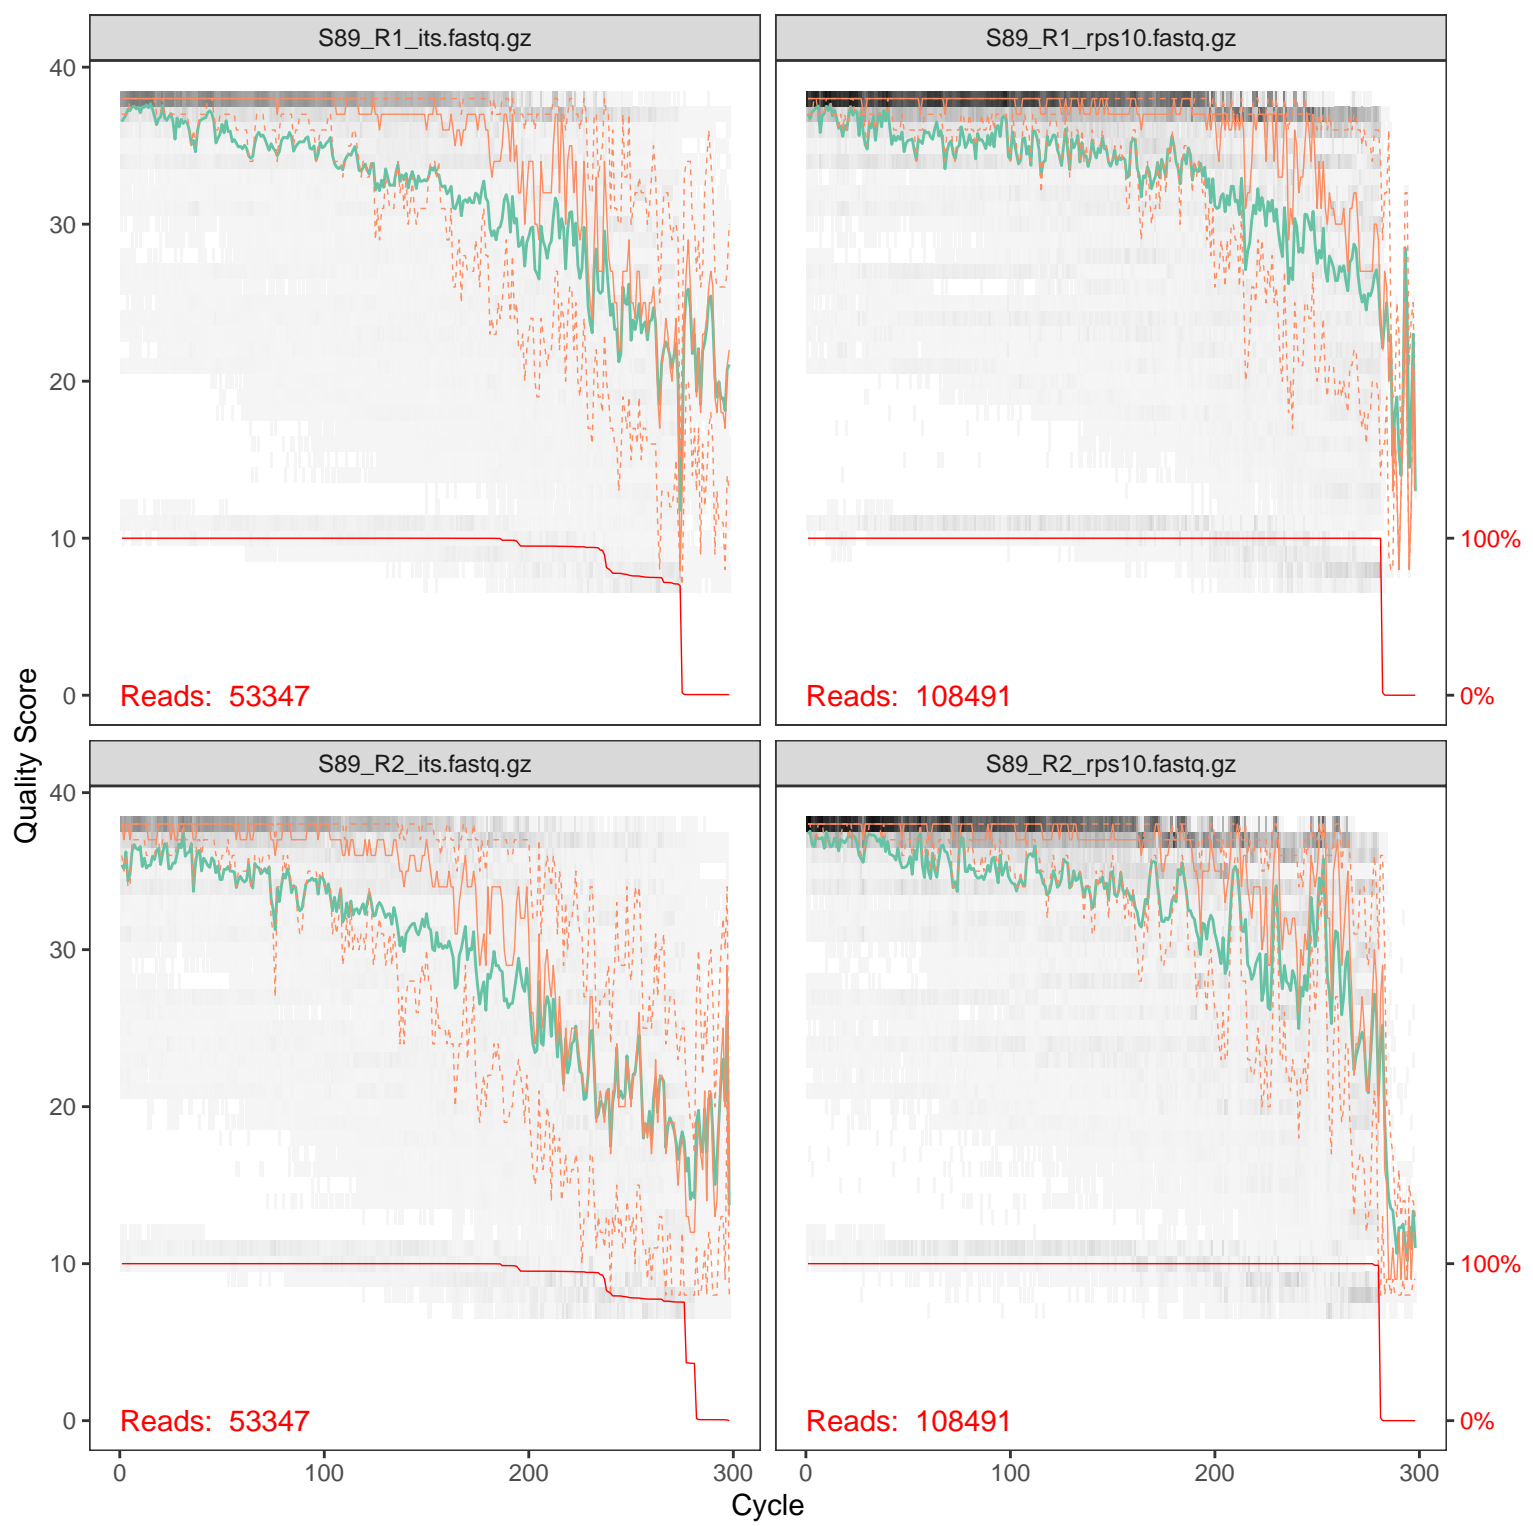 S89_R1_its.fastq.gz
S89_R1_rps10.fastq.gz
40
30
20
10
0
100%
0%
Reads: 53347
Reads: 108491
Quality Score
S89_R2_its.fastq.gz
S89_R2_rps10.fastq.gz
40
30
20
10
0
100%
0%
Reads: 53347
Reads: 108491
0 100 200 300
0 100 200 300
Cycle